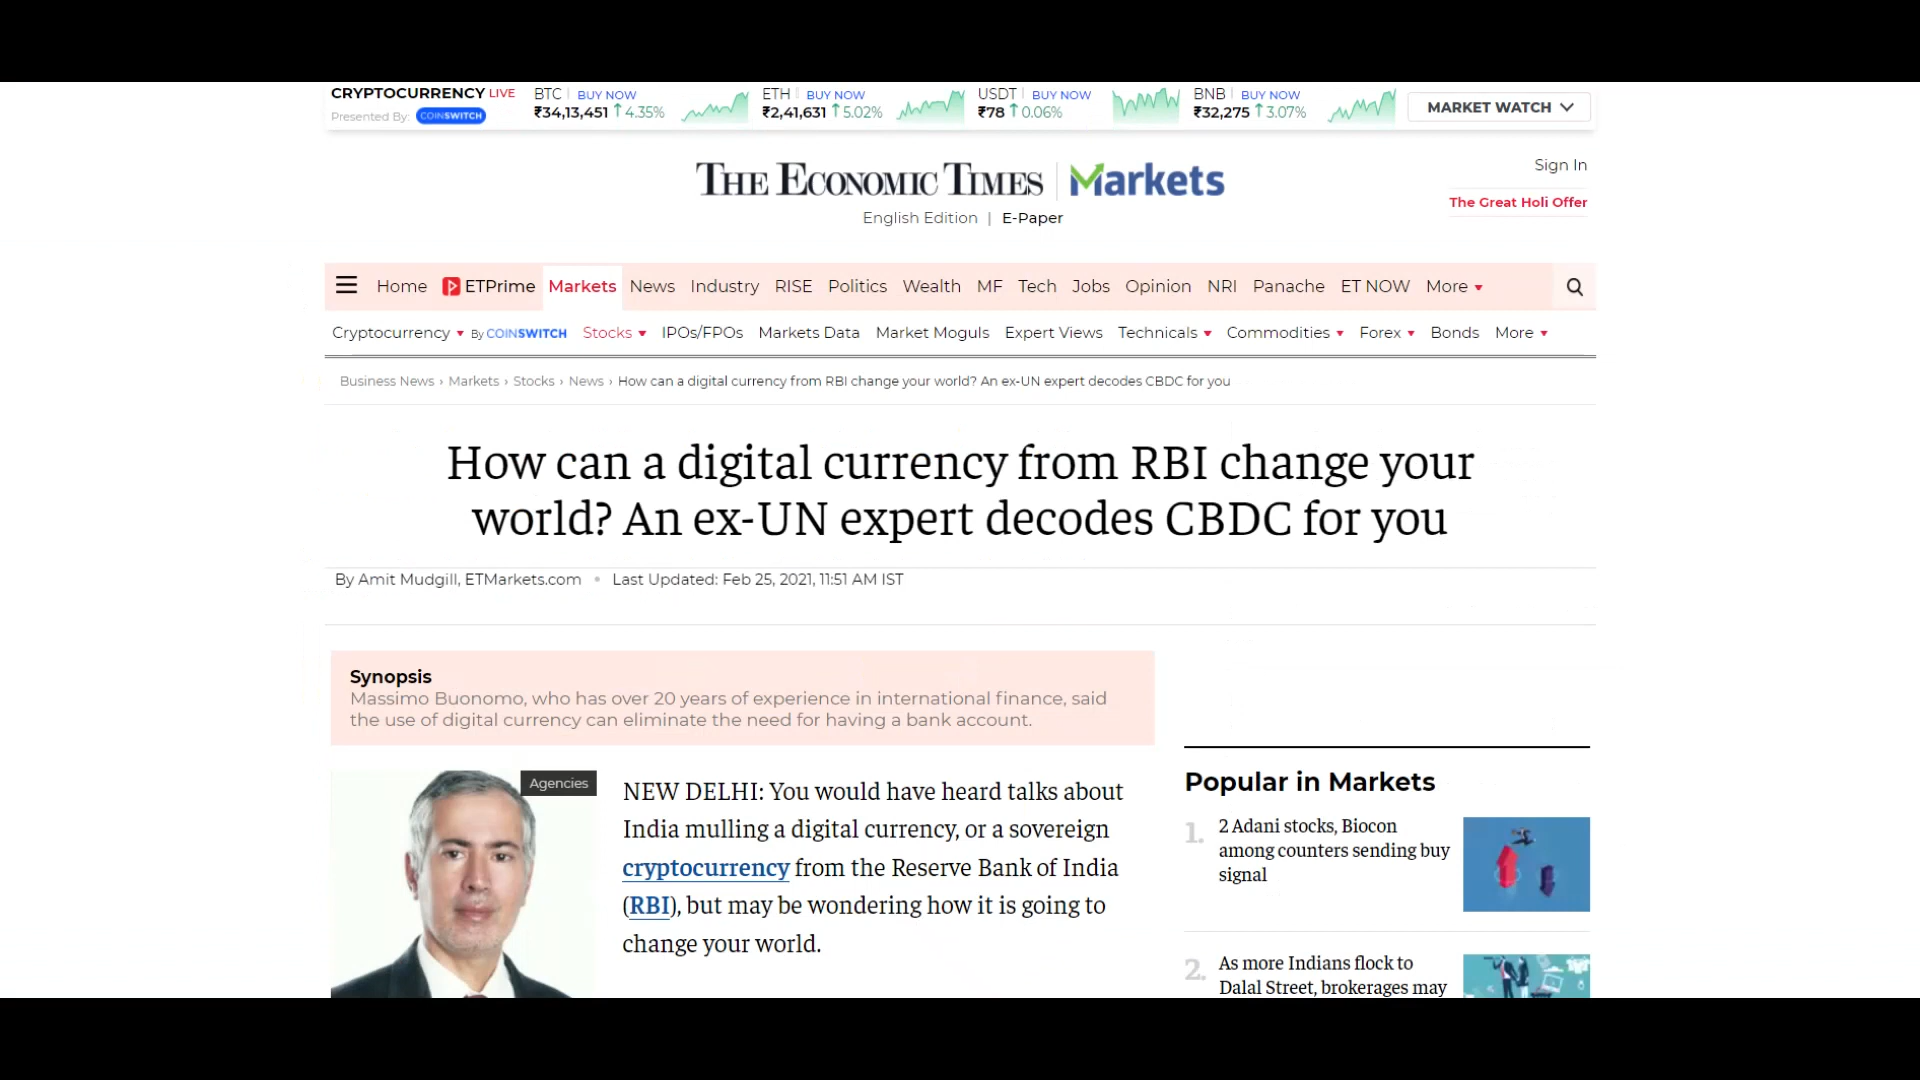 CRYPTOCURRENCY LIVE
Presented By: COINSWITCH
BTC | BUY NOW
₹34,13,451 ↑ 4.35%
ETH | BUY NOW
₹2,41,631 ↑ 5.02%
USDT | BUY NOW
₹78 ↑ 0.06%
BNB | BUY NOW
₹32,275 ↑ 3.07%
MARKET WATCH
THE ECONOMIC TIMES | Markets
English Edition | E-Paper
Sign In
The Great Holi Offer
Home ETPrime Markets News Industry RISE Politics Wealth MF Tech Jobs Opinion NRI Panache ET NOW More
Cryptocurrency By COINSWITCH Stocks IPOs/FPOs Markets Data Market Moguls Expert Views Technicals Commodities Forex Bonds More
Business News › Markets › Stocks › News › How can a digital currency from RBI change your world? An ex-UN expert decodes CBDC for you
How can a digital currency from RBI change your
world? An ex-UN expert decodes CBDC for you
By Amit Mudgill, ETMarkets.com • Last Updated: Feb 25, 2021, 11:51 AM IST
Synopsis
Massimo Buonomo, who has over 20 years of experience in international finance, said
the use of digital currency can eliminate the need for having a bank account.
Agencies
NEW DELHI: You would have heard talks about
India mulling a digital currency, or a sovereign
cryptocurrency from the Reserve Bank of India
(RBI), but may be wondering how it is going to
change your world.
Popular in Markets
1. 2 Adani stocks, Biocon
among counters sending buy
signal
2. As more Indians flock to
Dalal Street, brokerages may